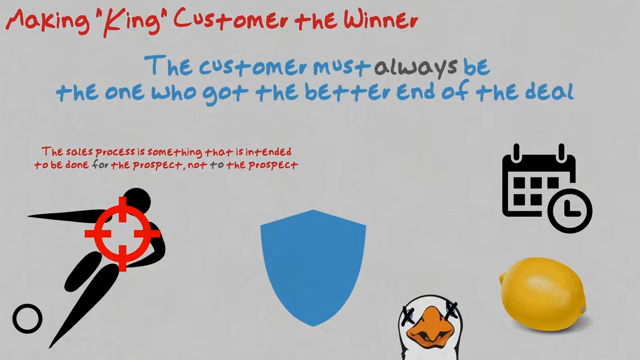 Making "King" Customer the Winner
The customer must always be
the one who got the better end of the deal
The sales process is something that is intended
to be done for the prospect, not to the prospect